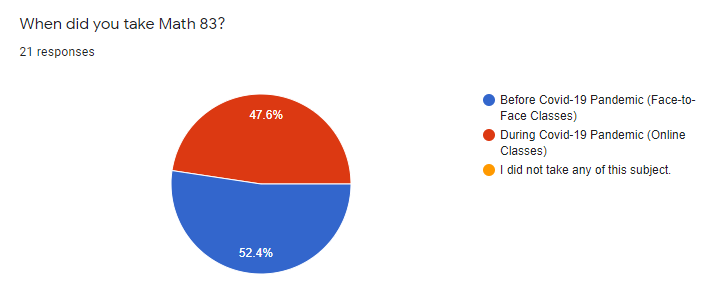 When did you take Math 83?
21 responses
47.6%
52.4%
Before Covid-19 Pandemic (Face-to-
Face Classes)
During Covid-19 Pandemic (Online
Classes)
I did not take any of this subject.